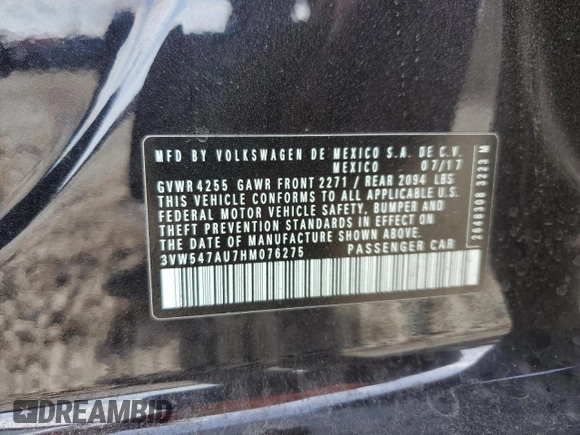 MFD BY VOLKSWAGEN DE MEXICO S.A. DE C.V.
MEXICO 07/17
GVWR 4255 GAWR FRONT 2271 / REAR 2094 LBS
THIS VEHICLE CONFORMS TO ALL APPLICABLE U.S.
FEDERAL MOTOR VEHICLE SAFETY, BUMPER AND
THEFT PREVENTION STANDARDS IN EFFECT ON
THE DATE OF MANUFACTURE SHOWN ABOVE.
3VW547AU7HM076275 PASSENGER CAR
3223 M
DREAMBID